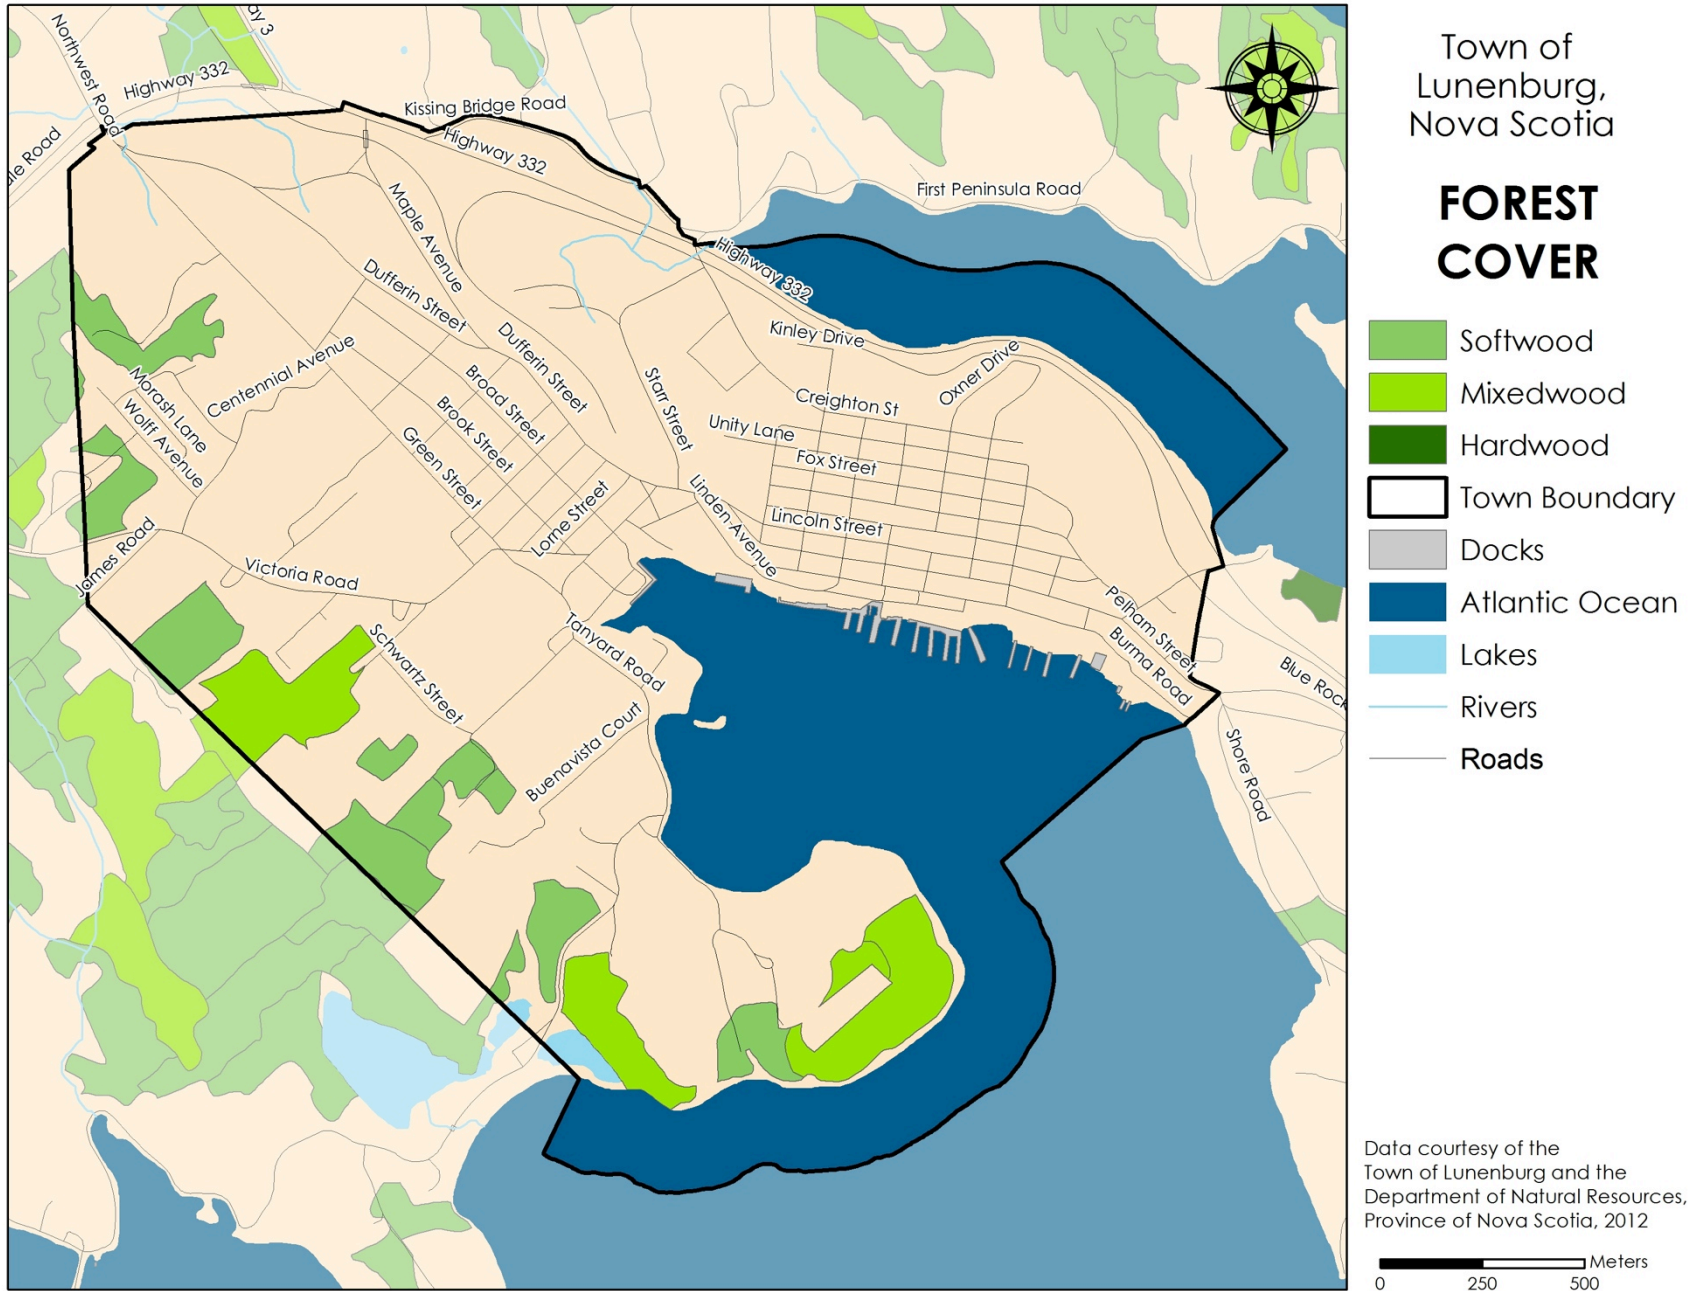 Northwest Road
Highway 332
Kissing Bridge Road
Highway 332
First Peninsula Road
Maple Avenue
Highway 332
Dufferin Street
Kinley Drive
Dufferin Street
Oxner Drive
Centennial Avenue
Starr Street
Broad Street
Creighton St
Morash Lane
Wolff Avenue
Brook Street
Unity Lane
Green Street
Fox Street
Linden Avenue
Lorne Street
Lincoln Street
James Road
Victoria Road
Pelham Street
Burma Road
Tanyard Road
Schwartz Street
Buenavista Court
Blue Rock
Shore Road
Town of
Lunenburg,
Nova Scotia
FOREST
COVER
Softwood
Mixedwood
Hardwood
Town Boundary
Docks
Atlantic Ocean
Lakes
Rivers
Roads
Data courtesy of the
Town of Lunenburg and the
Department of Natural Resources,
Province of Nova Scotia, 2012
Meters
0 250 500